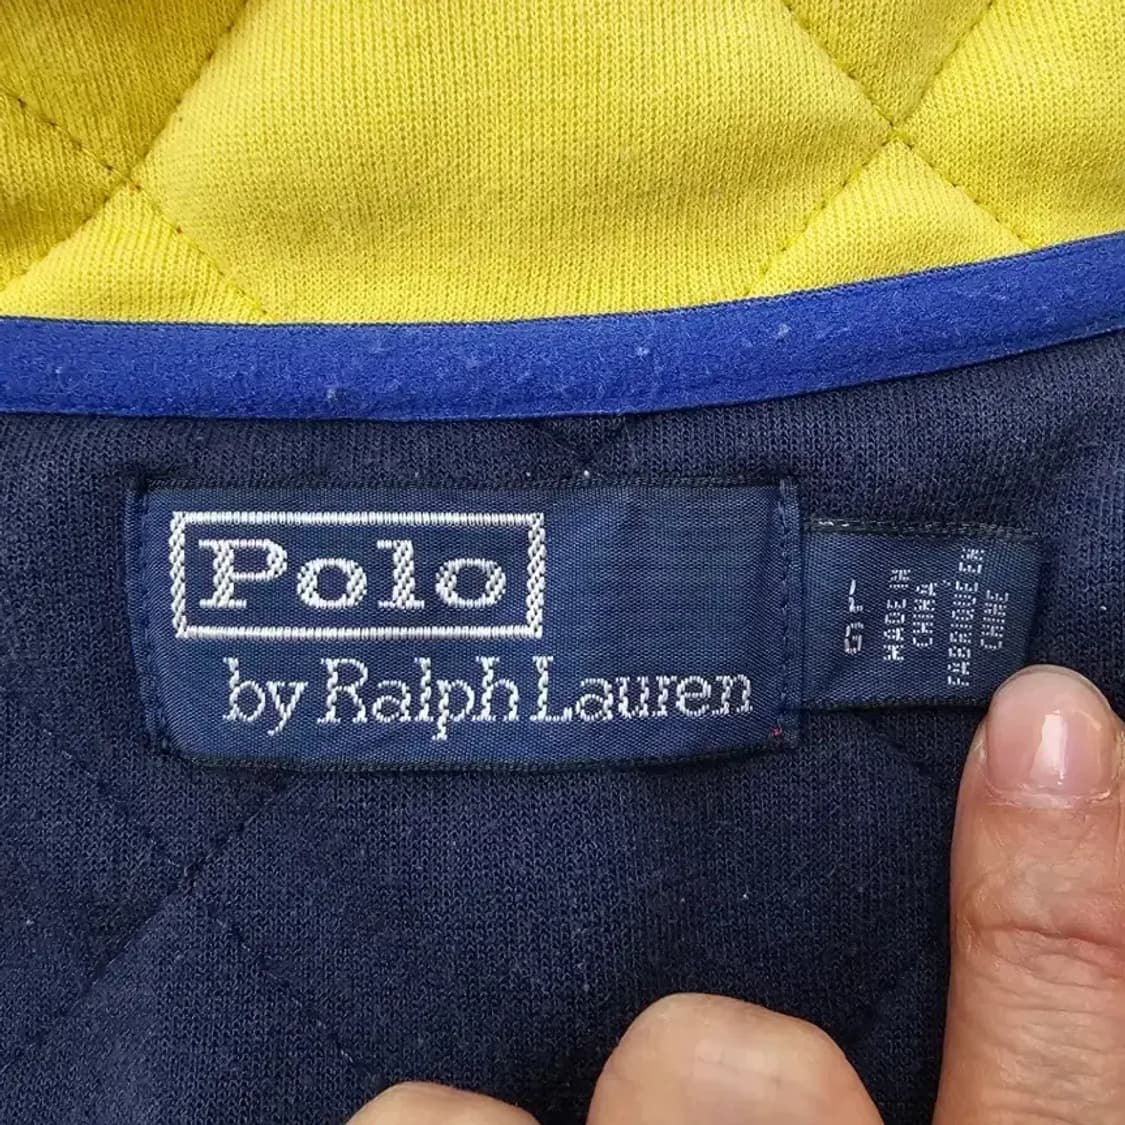 Polo
by Ralph Lauren
L
G
MADE IN
CHINA
FABRIQUÉ EN
CHINE